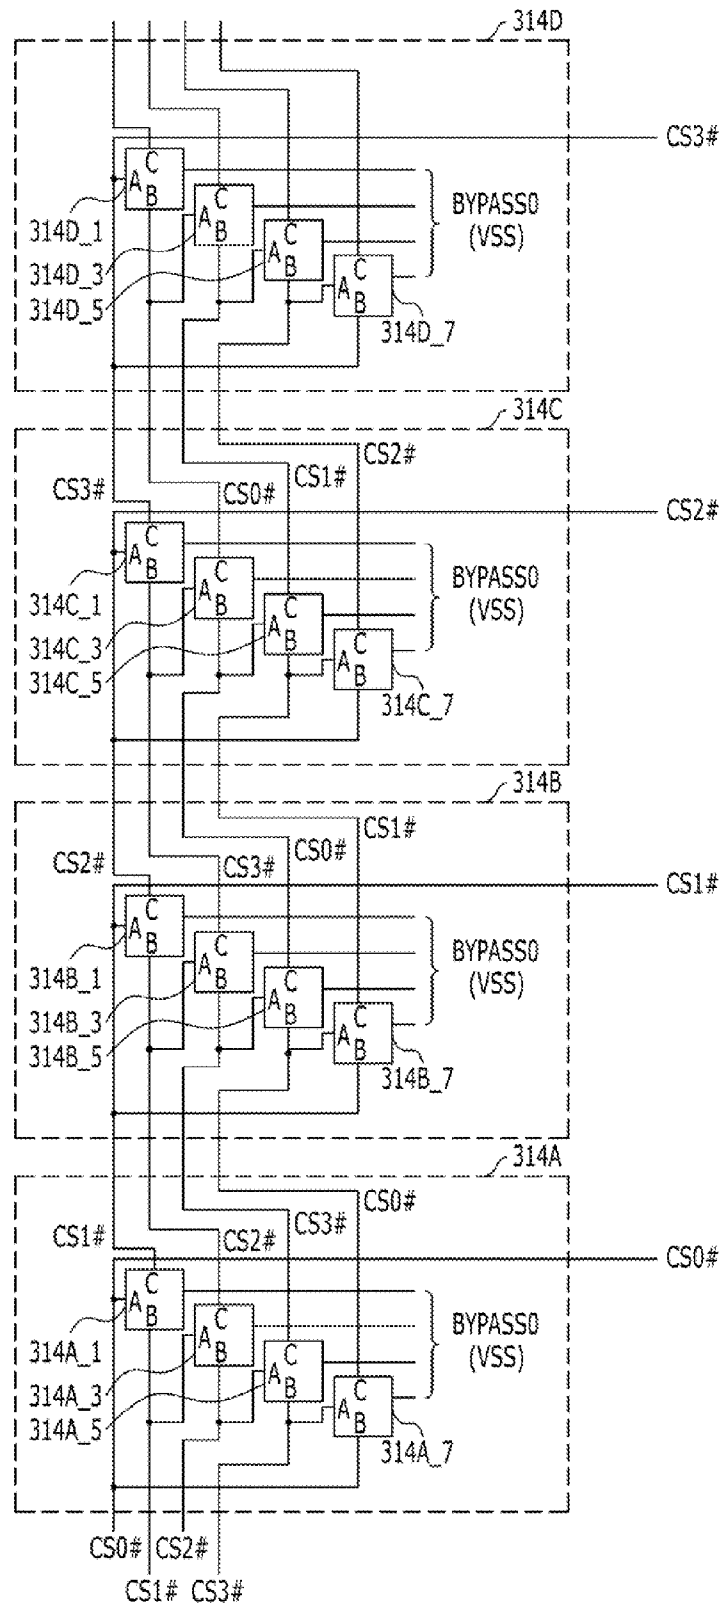 314D
CS3#
C
A
B
C
A
B
C
A
B
C
A
B
BYPASS0
(VSS)
314D_1
314D_3
314D_5
314D_7
314C
CS2#
CS1#
CS0#
CS3#
CS2#
C
A
B
C
A
B
C
A
B
C
A
B
BYPASS0
(VSS)
314C_1
314C_3
314C_5
314C_7
314B
CS1#
CS0#
CS3#
CS2#
CS1#
C
A
B
C
A
B
C
A
B
C
A
B
BYPASS0
(VSS)
314B_1
314B_3
314B_5
314B_7
314A
CS0#
CS3#
CS2#
CS1#
CS0#
C
A
B
C
A
B
C
A
B
C
A
B
BYPASS0
(VSS)
314A_1
314A_3
314A_5
314A_7
CS0# CS2#
CS1# CS3#